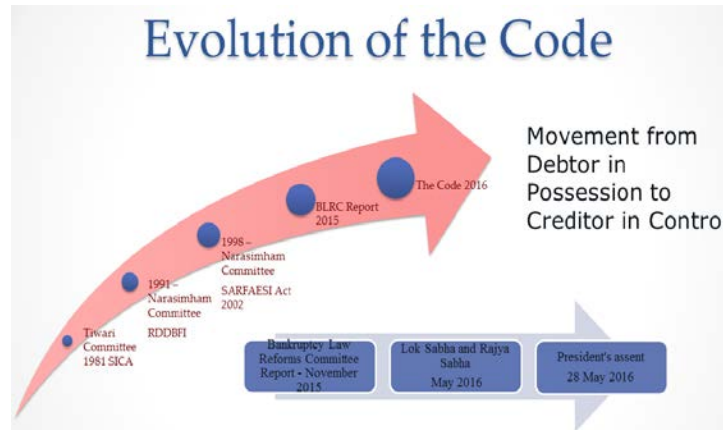 Evolution of the Code
Movement from
Debtor in
Possession to
Creditor in Contro
The Code 2016
BLRC Report
2015
1998 –
Narasimham
Committee
SARFAESI Act
2002
1991 –
Narasimham
Committee
RDDBFI
Tiwari
Committee
1981 SICA
Bankruptcy Law
Reforms Committee
Report - November
2015
Lok Sabha and Rajya
Sabha
May 2016
President's assent
28 May 2016